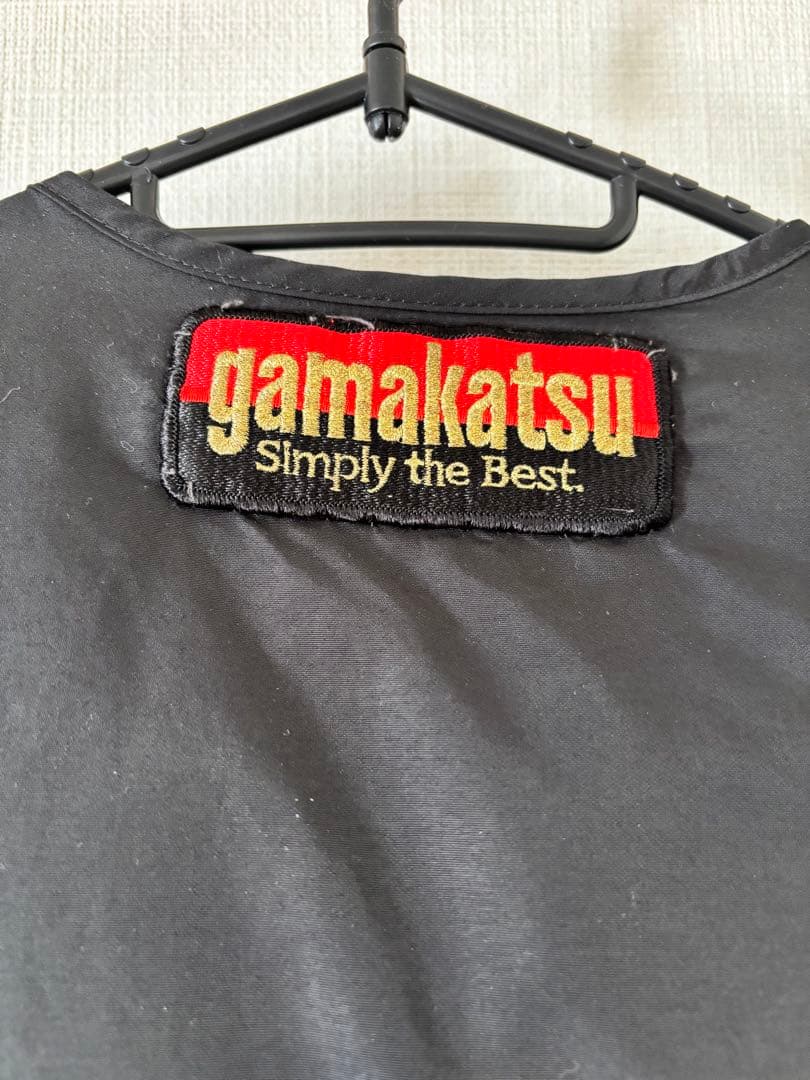 gamakatsu
Simply the Best.